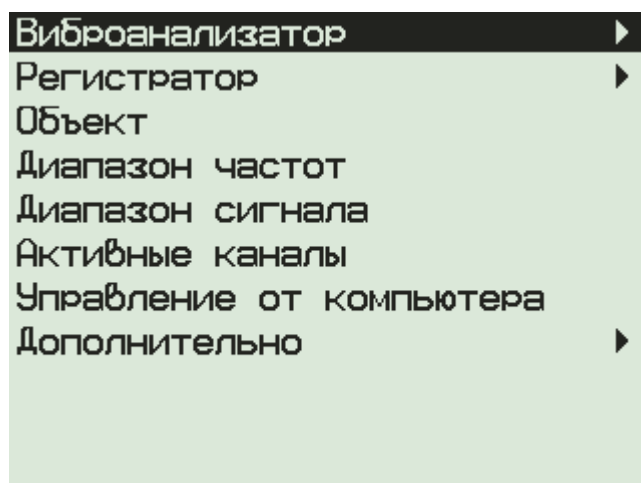 Виброанализатор
Регистратор
Объект
Диапазон частот
Диапазон сигнала
Активные каналы
Управление от компьютера
Дополнительно